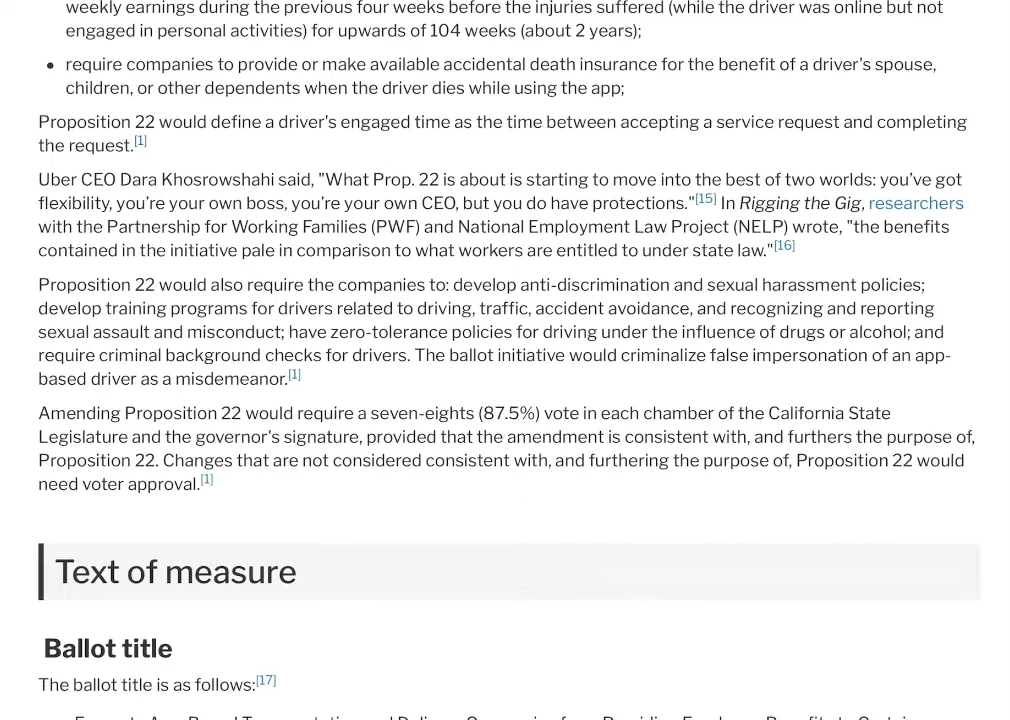 weekly earnings during the previous four weeks before the injuries suffered (while the driver was online but not
engaged in personal activities) for upwards of 104 weeks (about 2 years);
• require companies to provide or make available accidental death insurance for the benefit of a driver's spouse,
children, or other dependents when the driver dies while using the app;
Proposition 22 would define a driver's engaged time as the time between accepting a service request and completing
the request.[1]
Uber CEO Dara Khosrowshahi said, "What Prop. 22 is about is starting to move into the best of two worlds: you've got
flexibility, you're your own boss, you're your own CEO, but you do have protections."[15] In Rigging the Gig, researchers
with the Partnership for Working Families (PWF) and National Employment Law Project (NELP) wrote, "the benefits
contained in the initiative pale in comparison to what workers are entitled to under state law."[16]
Proposition 22 would also require the companies to: develop anti-discrimination and sexual harassment policies;
develop training programs for drivers related to driving, traffic, accident avoidance, and recognizing and reporting
sexual assault and misconduct; have zero-tolerance policies for driving under the influence of drugs or alcohol; and
require criminal background checks for drivers. The ballot initiative would criminalize false impersonation of an app-
based driver as a misdemeanor.[1]
Amending Proposition 22 would require a seven-eights (87.5%) vote in each chamber of the California State
Legislature and the governor's signature, provided that the amendment is consistent with, and furthers the purpose of,
Proposition 22. Changes that are not considered consistent with, and furthering the purpose of, Proposition 22 would
need voter approval.[1]
Text of measure
Ballot title
The ballot title is as follows:[17]